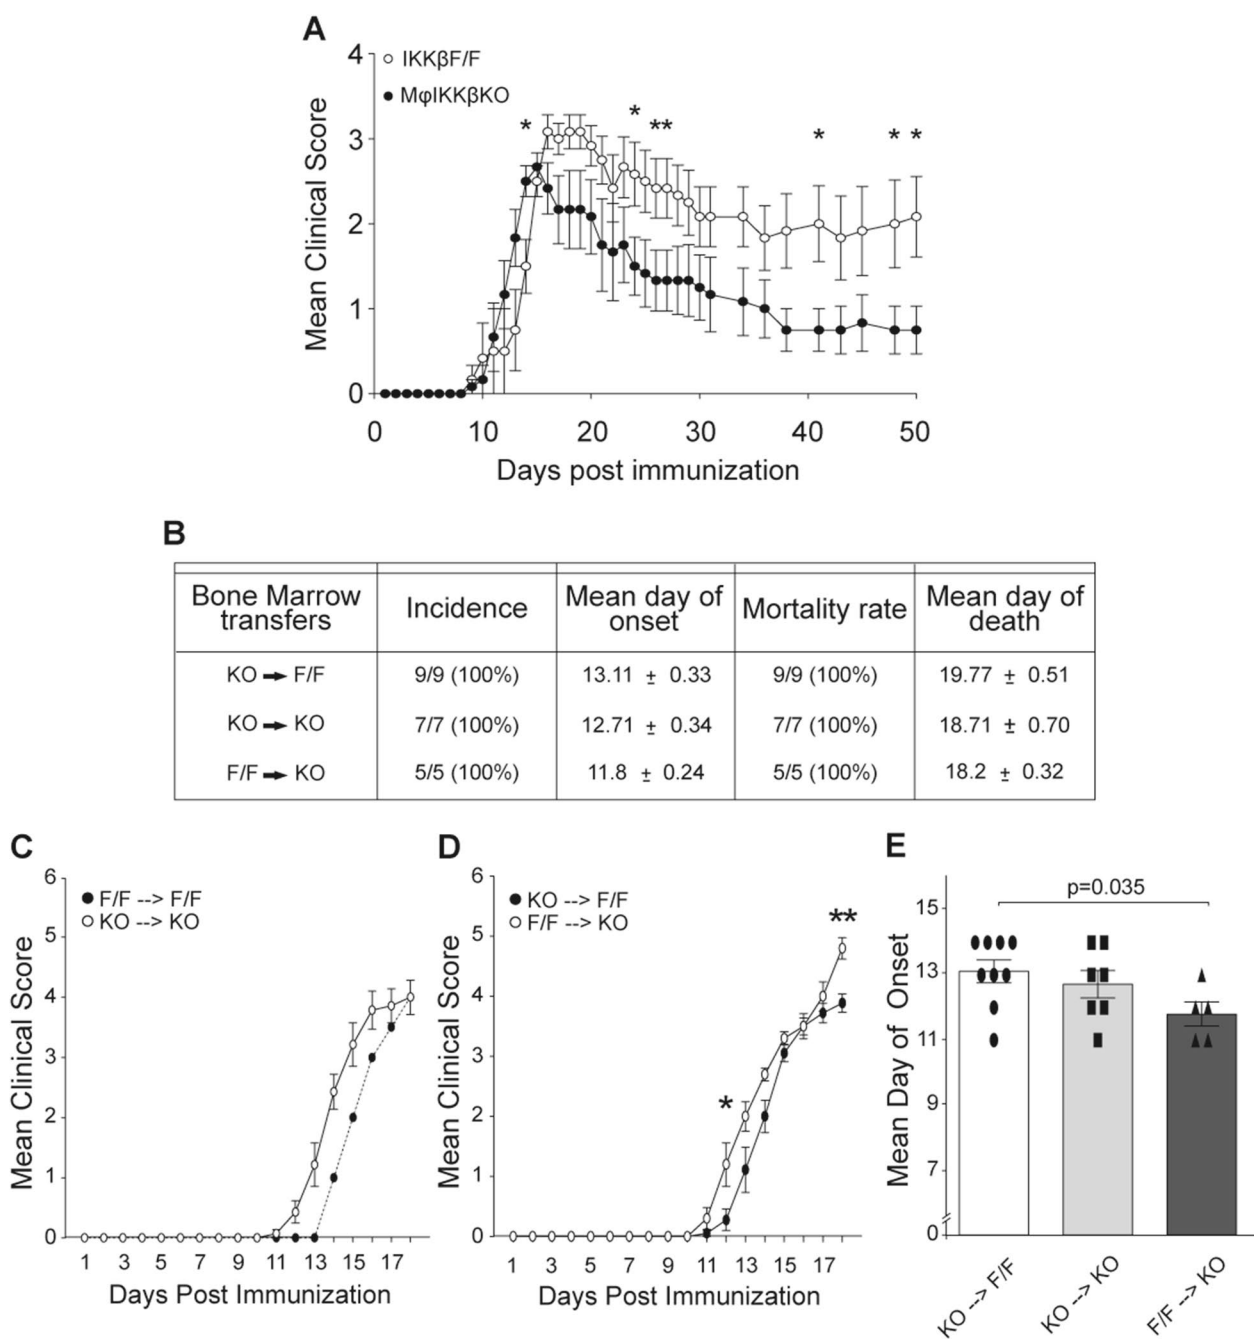 A
4
IKKβF/F
MφIKKβKO
*
*
**
*
*
*
3
2
1
0
Mean Clinical Score
0 10 20 30 40 50
Days post immunization
B
Bone Marrow transfers
Incidence
Mean day of onset
Mortality rate
Mean day of death
KO → F/F 9/9 (100%) 13.11 ± 0.33 9/9 (100%) 19.77 ± 0.51
KO → KO 7/7 (100%) 12.71 ± 0.34 7/7 (100%) 18.71 ± 0.70
F/F → KO 5/5 (100%) 11.8 ± 0.24 5/5 (100%) 18.2 ± 0.32
C
6
5
4
3
2
1
0
F/F --> F/F
KO --> KO
Mean Clinical Score
1 3 5 7 9 11 13 15 17
Days Post Immunization
D
6
5
4
3
2
1
0
KO --> F/F
F/F --> KO
*
**
Mean Clinical Score
1 3 5 7 9 11 13 15 17
Days Post Immunization
E
p=0.035
15
13
11
9
7
0
Mean Day of Onset
KO --> F/F
KO --> KO
F/F --> KO